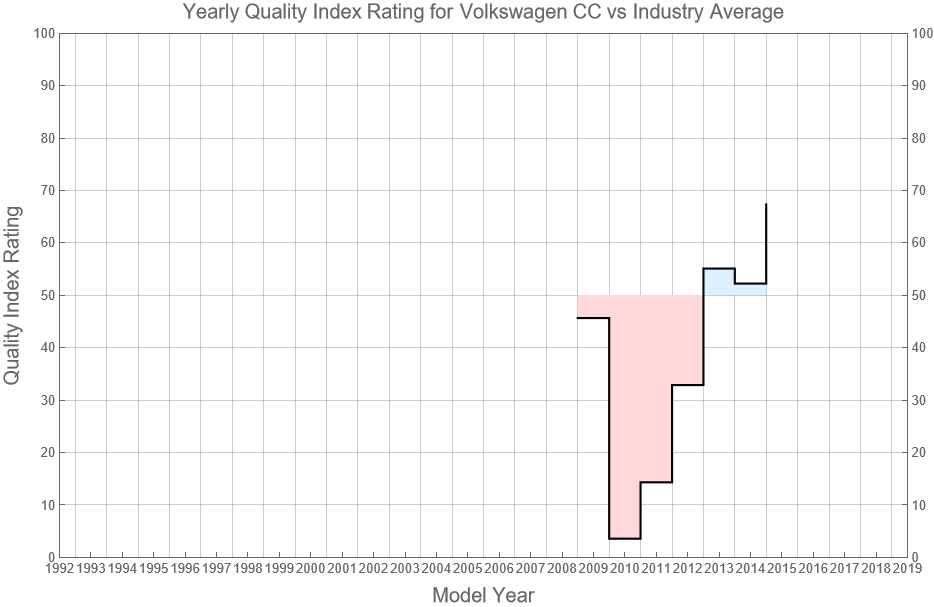 Yearly Quality Index Rating for Volkswagen CC vs Industry Average
100 100
90 90
80 80
70 70
60 60
50 50
40 40
30 30
20 20
10 10
0 0
Quality Index Rating
1992 1993 1994 1995 1996 1997 1998 1999 2000 2001 2002 2003 2004 2005 2006 2007 2008 2009 2010 2011 2012 2013 2014 2015 2016 2017 2018 2019
Model Year